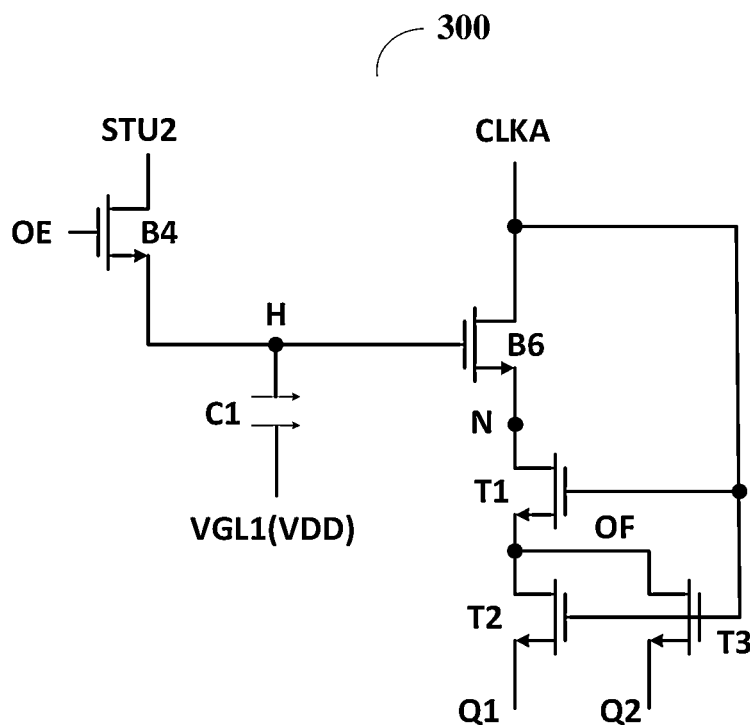 300
STU2
CLKA
OE
B4
H
B6
C1
N
T1
VGL1(VDD)
OF
T2
T3
Q1
Q2